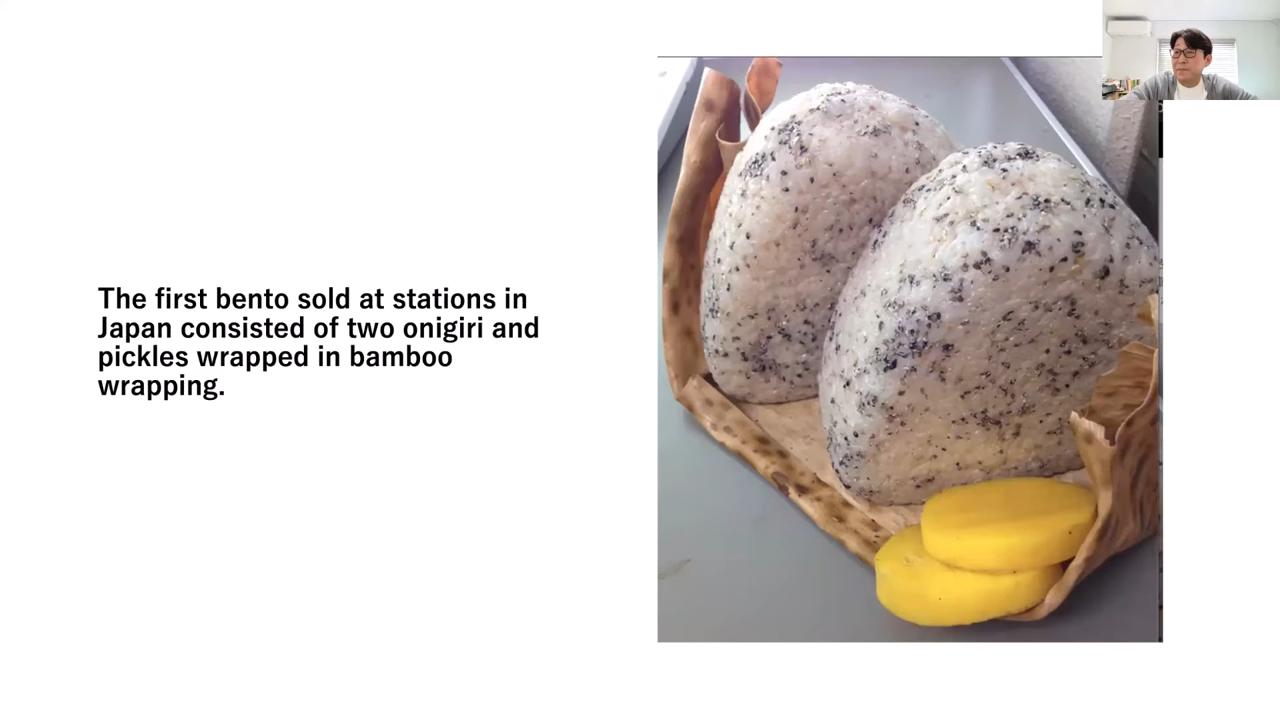 The first bento sold at stations in
Japan consisted of two onigiri and
pickles wrapped in bamboo
wrapping.